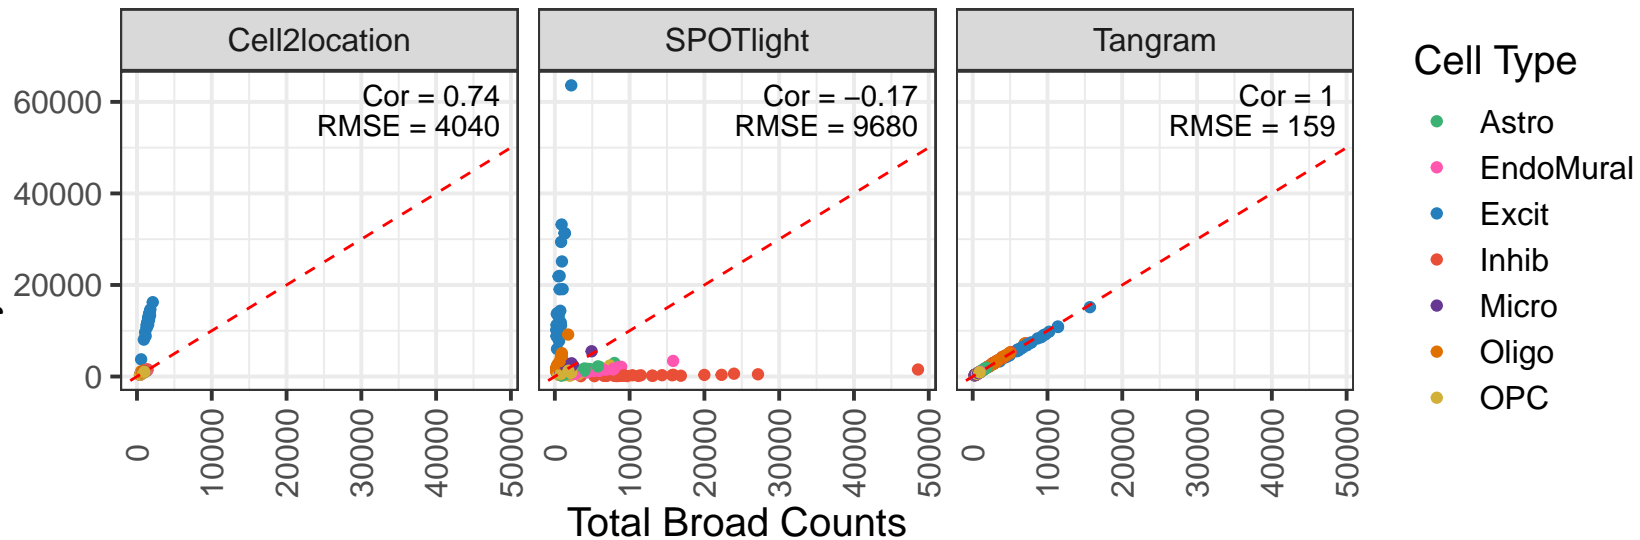 Cell2location
SPOTlight
Tangram
Cor = 0.74
RMSE = 4040
Cor = −0.17
RMSE = 9680
Cor = 1
RMSE = 159
60000
40000
20000
0
0
10000
20000
30000
40000
50000
0
10000
20000
30000
40000
50000
0
10000
20000
30000
40000
50000
Total Broad Counts
Cell Type
Astro
EndoMural
Excit
Inhib
Micro
Oligo
OPC